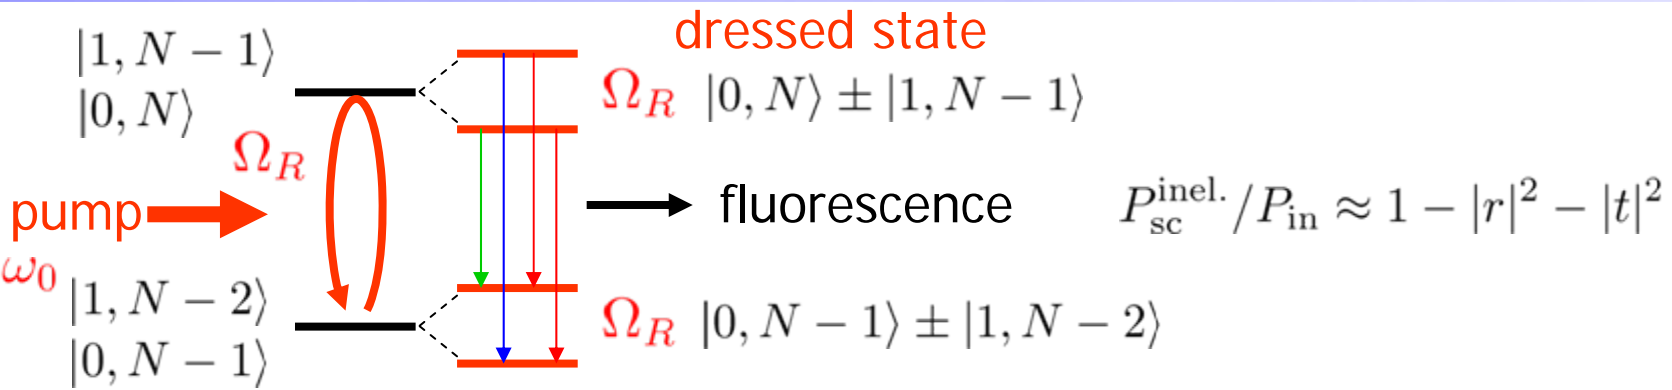 dressed state
|1, N − 1⟩
|0, N⟩
Ω_R |0, N⟩ ± |1, N − 1⟩
Ω_R
pump
ω₀
fluorescence
P_sc^inel. / P_in ≈ 1 − |r|² − |t|²
|1, N − 2⟩
|0, N − 1⟩
Ω_R |0, N − 1⟩ ± |1, N − 2⟩